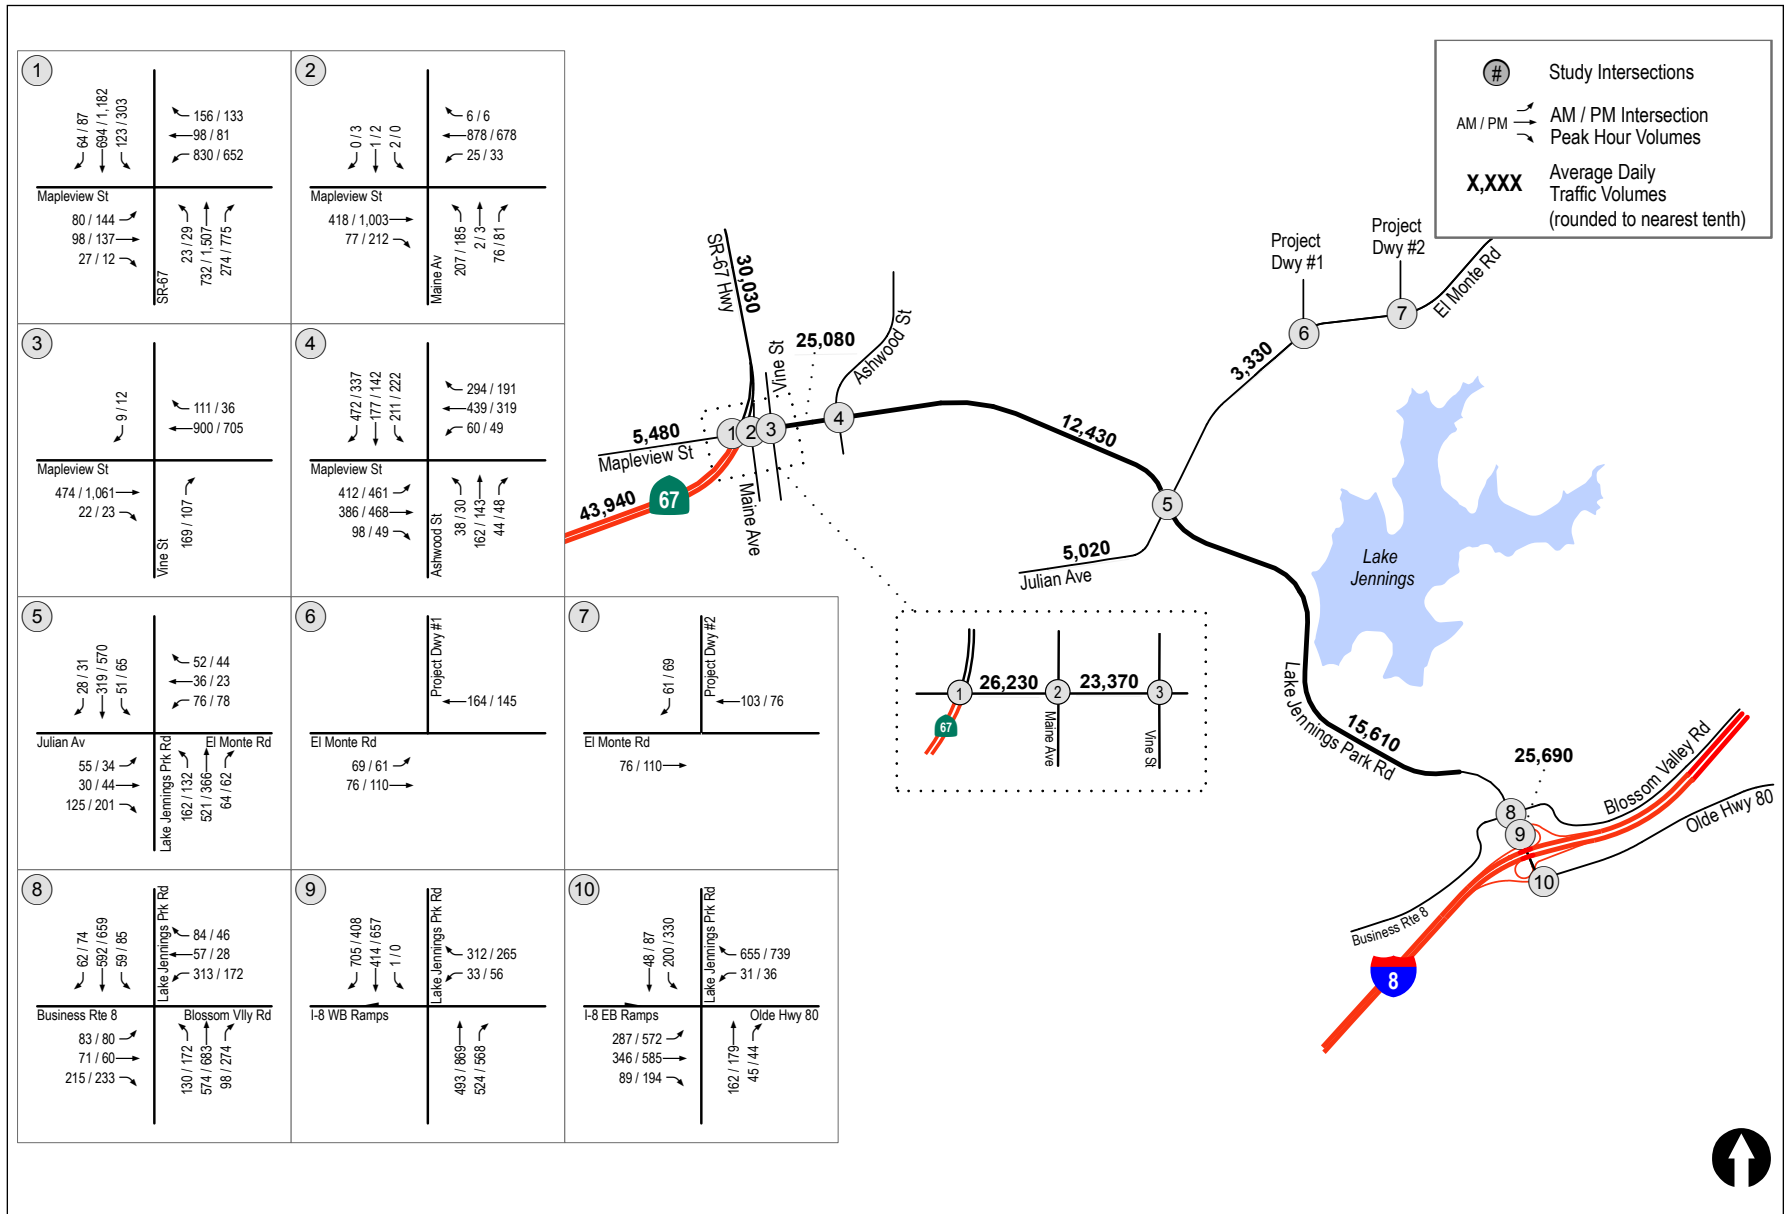 1
64 / 87
694 / 1,182
123 / 303
156 / 133
98 / 81
830 / 652
Mapleview St
80 / 144
98 / 137
27 / 12
SR-67
23 / 29
732 / 1,507
274 / 775
2
0 / 3
1 / 2
2 / 0
6 / 6
878 / 678
25 / 33
Mapleview St
418 / 1,003
77 / 212
Maine Av
207 / 185
2 / 3
76 / 81
3
9 / 12
111 / 36
900 / 705
Mapleview St
474 / 1,061
22 / 23
Vine St
169 / 107
4
472 / 337
177 / 142
211 / 222
294 / 191
439 / 319
60 / 49
Mapleview St
412 / 461
386 / 468
98 / 49
Ashwood St
38 / 30
162 / 143
44 / 48
5
28 / 31
319 / 570
51 / 65
52 / 44
36 / 23
76 / 78
Julian Av
El Monte Rd
55 / 34
30 / 44
125 / 201
Lake Jennings Prk Rd
162 / 132
521 / 366
64 / 62
6
Project Dwy #1
164 / 145
El Monte Rd
69 / 61
76 / 110
7
61 / 69
Project Dwy #2
103 / 76
El Monte Rd
76 / 110
8
62 / 74
592 / 659
59 / 85
Lake Jennings Prk Rd
84 / 46
57 / 28
313 / 172
Business Rte 8
Blossom Vlly Rd
83 / 80
71 / 60
215 / 233
130 / 172
574 / 683
98 / 274
9
705 / 408
414 / 657
1 / 0
Lake Jennings Prk Rd
312 / 265
33 / 56
I-8 WB Ramps
493 / 869
524 / 568
10
48 / 87
200 / 330
Lake Jennings Prk Rd
655 / 739
31 / 36
I-8 EB Ramps
Olde Hwy 80
287 / 572
346 / 585
89 / 194
162 / 179
45 / 44
#
Study Intersections
AM / PM
AM / PM Intersection
Peak Hour Volumes
X,XXX
Average Daily
Traffic Volumes
(rounded to nearest tenth)
SR-67 Hwy
30,030
Vine St
25,080
Ashwood St
5,480
Mapleview St
1
2
3
4
43,940
67
Maine Ave
12,430
5
5,020
Julian Ave
3,330
Project
Dwy #1
Project
Dwy #2
6
7
El Monte Rd
Lake
Jennings
1
26,230
2
23,370
3
67
Maine Ave
Vine St
Lake Jennings Park Rd
15,610
25,690
8
9
10
Blossom Valley Rd
Olde Hwy 80
Business Rte 8
8